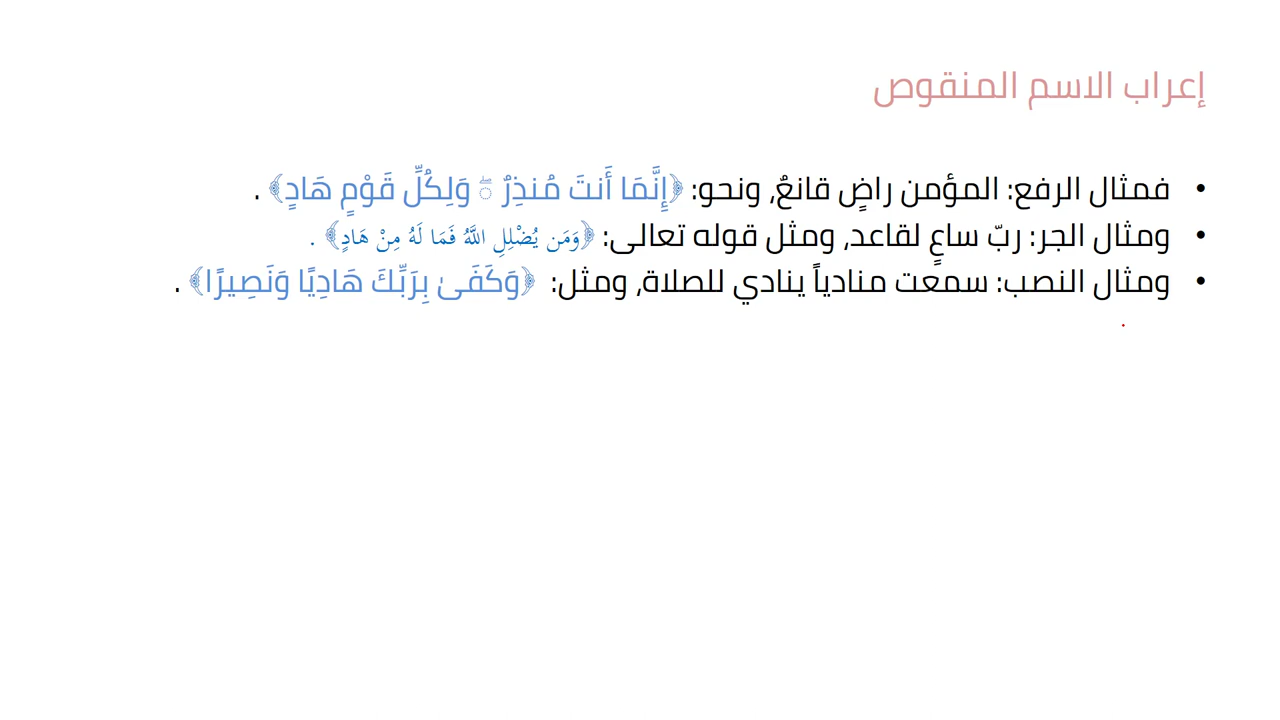 إعراب الاسم المنقوص
• فمثال الرفع: المؤمن راضٍ قانعٌ، ونحو: ﴿إِنَّمَا أَنتَ مُنذِرٌ ۖ وَلِكُلِّ قَوْمٍ هَادٍ﴾ .
• ومثال الجر: ربّ ساعٍ لقاعد، ومثل قوله تعالى: ﴿وَمَن يُضْلِلِ اللَّهُ فَمَا لَهُ مِنْ هَادٍ﴾ .
• ومثال النصب: سمعت منادياً ينادي للصلاة، ومثل: ﴿وَكَفَىٰ بِرَبِّكَ هَادِيًا وَنَصِيرًا﴾ .